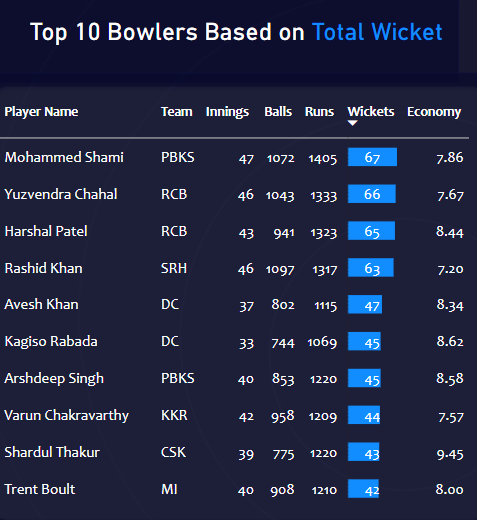 Top 10 Bowlers Based on Total Wicket
Player Name Team Innings Balls Runs Wickets Economy
Mohammed Shami PBKS 47 1072 1405 67 7.86
Yuzvendra Chahal RCB 46 1043 1333 66 7.67
Harshal Patel RCB 43 941 1323 65 8.44
Rashid Khan SRH 46 1097 1317 63 7.20
Avesh Khan DC 37 802 1115 47 8.34
Kagiso Rabada DC 33 744 1069 45 8.62
Arshdeep Singh PBKS 40 853 1220 45 8.58
Varun Chakravarthy KKR 42 958 1209 44 7.57
Shardul Thakur CSK 39 775 1220 43 9.45
Trent Boult MI 40 908 1210 42 8.00